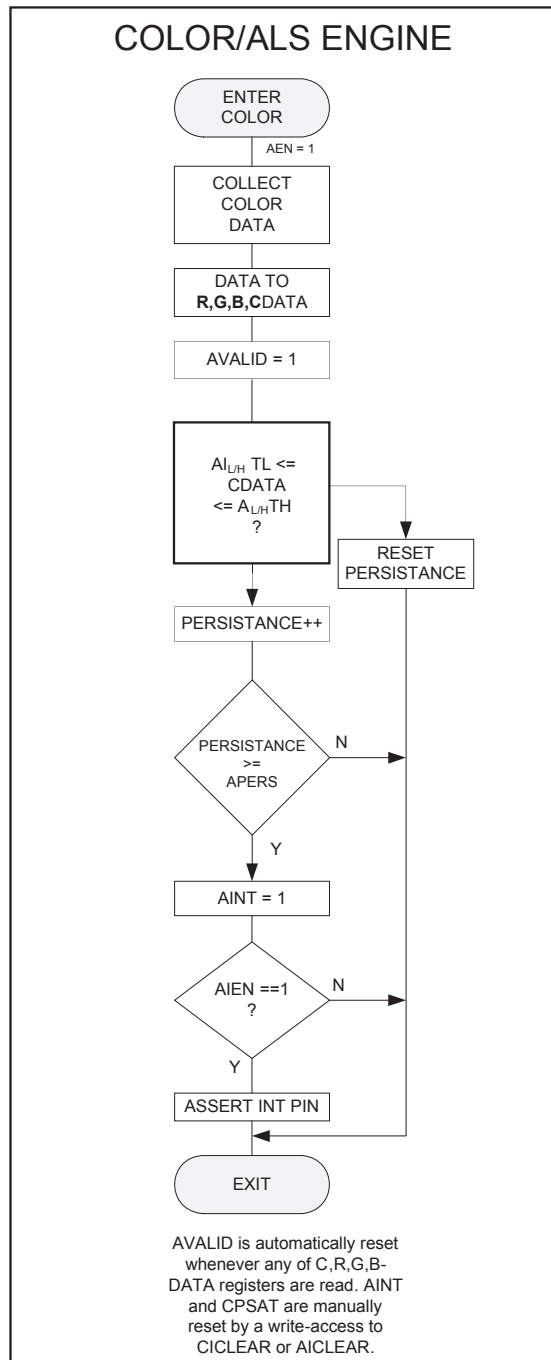 COLOR/ALS ENGINE
ENTER
COLOR
AEN = 1
COLLECT
COLOR
DATA
DATA TO
R,G,B,CDATA
AVALID = 1
AIL/H TL <=
CDATA
<= AL/HTH
?
RESET
PERSISTANCE
PERSISTANCE++
PERSISTANCE
>=
APERS
N
Y
AINT = 1
AIEN ==1
?
N
Y
ASSERT INT PIN
EXIT
AVALID is automatically reset
whenever any of C,R,G,B-
DATA registers are read. AINT
and CPSAT are manually
reset by a write-access to
CICLEAR or AICLEAR.